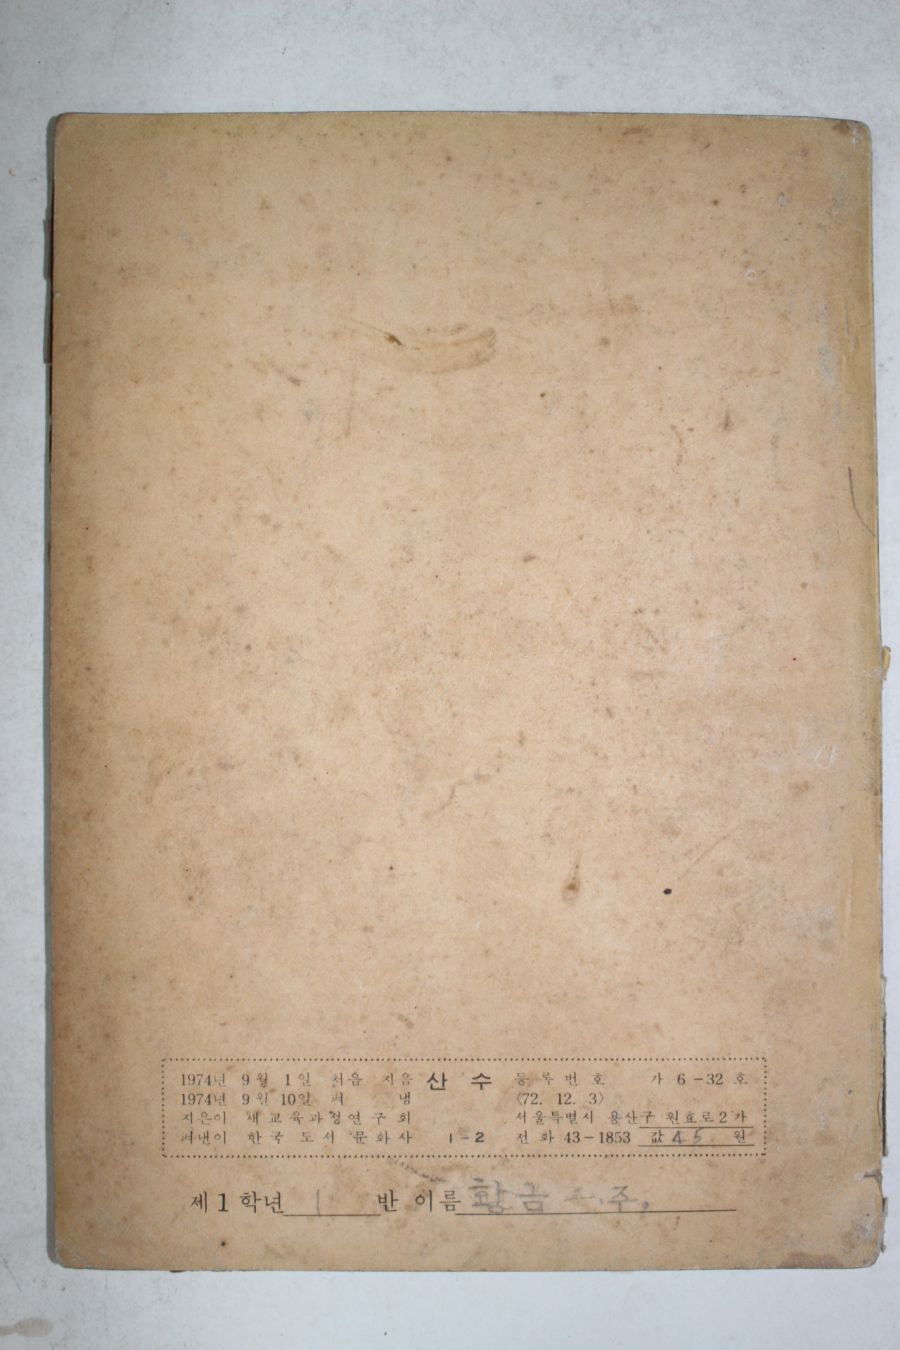 1974년 9월 1일 처음 지음 산 수 등 록 번 호 가 6-32 호
1974년 9월 10일 펴 냄 (72. 12. 3)
지은이 새교육과정연구회 서울특별시 용산구 원효로2가
펴낸이 한국 도서 문화사 1-2 전 화 43-1853 값 45. 원
제1학년 1 반 이름 황금 주.